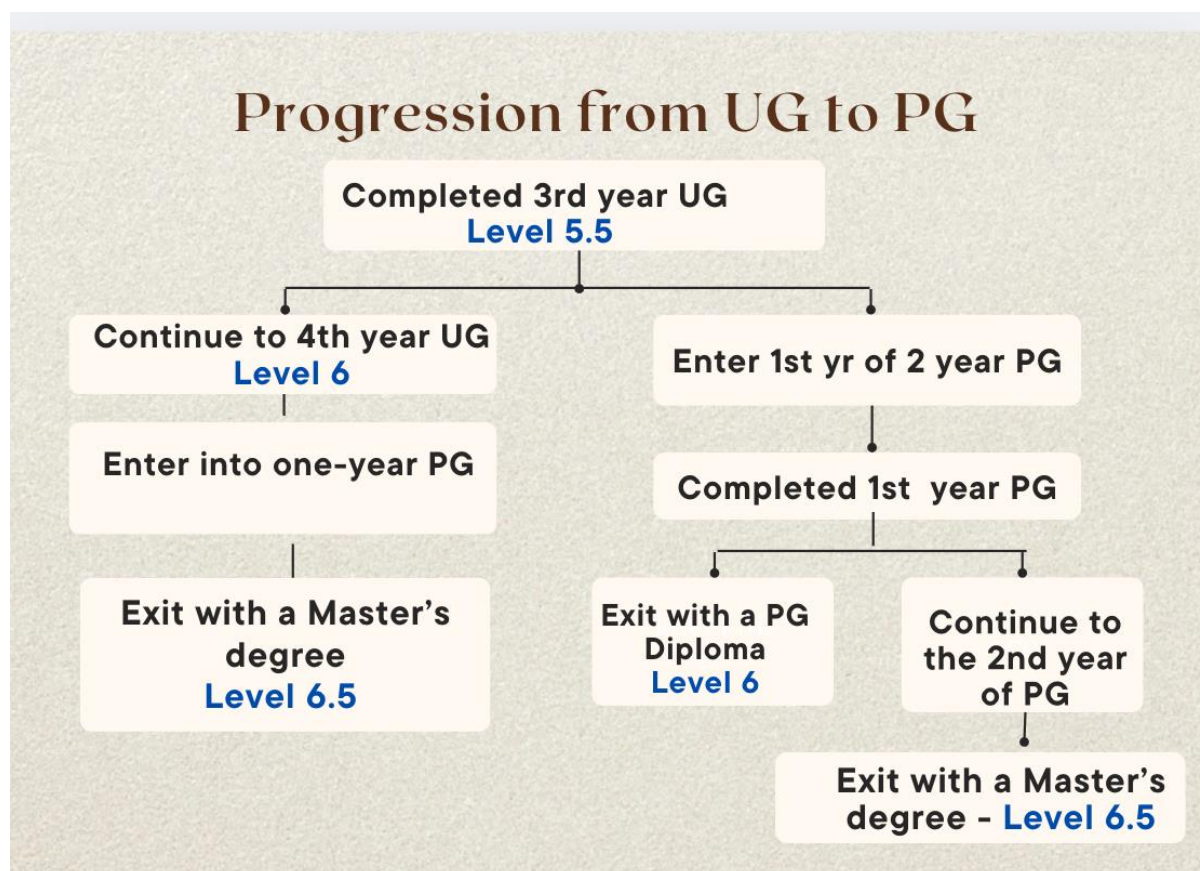 Progression from UG to PG
Completed 3rd year UG
Level 5.5
Continue to 4th year UG
Level 6
Enter into one-year PG
Exit with a Master's
degree
Level 6.5
Enter 1st yr of 2 year PG
Completed 1st year PG
Exit with a PG
Diploma
Level 6
Continue to
the 2nd year
of PG
Exit with a Master's
degree - Level 6.5